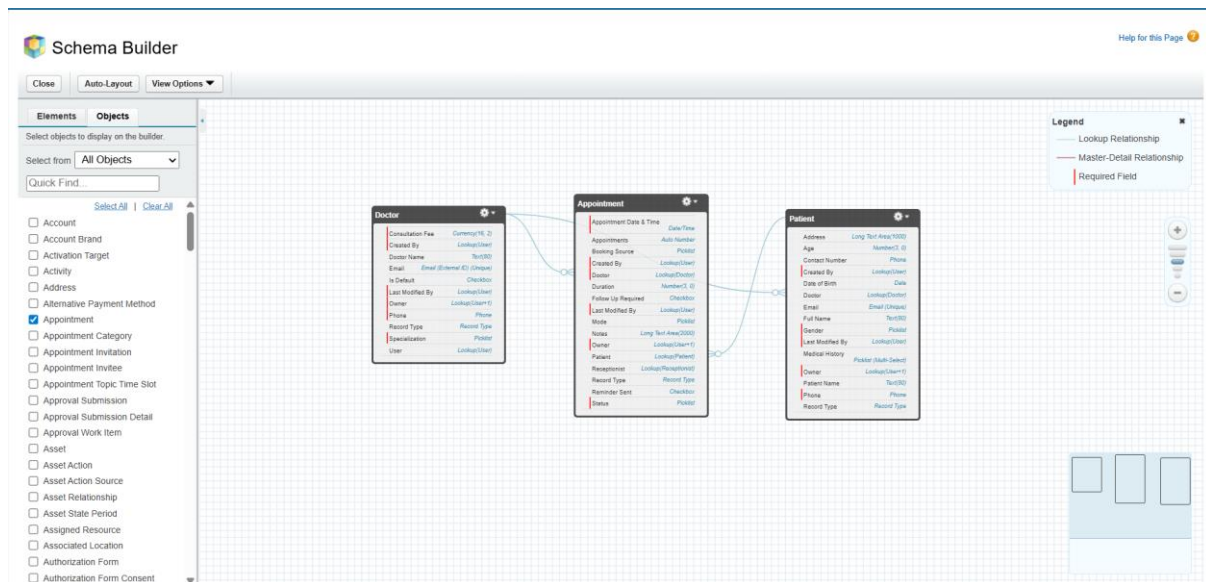 Schema Builder
Help for this Page ?
Close Auto-Layout View Options
Elements Objects
Select objects to display on the builder.
Select from All Objects
Quick Find...
Select All | Clear All
Account
Account Brand
Activation Target
Activity
Address
Alternative Payment Method
Appointment
Appointment Category
Appointment Invitation
Appointment Invitee
Appointment Topic Time Slot
Approval Submission
Approval Submission Detail
Approval Work Item
Asset
Asset Action
Asset Action Source
Asset Relationship
Asset State Period
Assigned Resource
Associated Location
Authorization Form
Authorization Form Consent
Doctor
Consultation Fee Currency(16, 2)
Created By Lookup(User)
Doctor Name Text(80)
Email Email (External ID) (Unique)
Is Default Checkbox
Last Modified By Lookup(User)
Owner Lookup(User+1)
Phone Phone
Record Type Record Type
Specialization Picklist
User Lookup(User)
Appointment
Appointment Date & Time
Date/Time
Appointments Auto Number
Booking Source Picklist
Created By Lookup(User)
Doctor Lookup(Doctor)
Duration Number(3, 0)
Follow Up Required Checkbox
Last Modified By Lookup(User)
Mode Picklist
Notes Long Text Area(2000)
Owner Lookup(User+1)
Patient Lookup(Patient)
Receptionist Lookup(Receptionist)
Record Type Record Type
Reminder Sent Checkbox
Status Picklist
Patient
Address Long Text Area(1000)
Age Number(3, 0)
Contact Number Phone
Created By Lookup(User)
Date of Birth Date
Doctor Lookup(Doctor)
Email Email (Unique)
Full Name Text(50)
Gender Picklist
Last Modified By Lookup(User)
Medical History
Picklist (Multi-Select)
Owner Lookup(User+1)
Patient Name Text(80)
Phone Phone
Record Type Record Type
Legend
Lookup Relationship
Master-Detail Relationship
Required Field